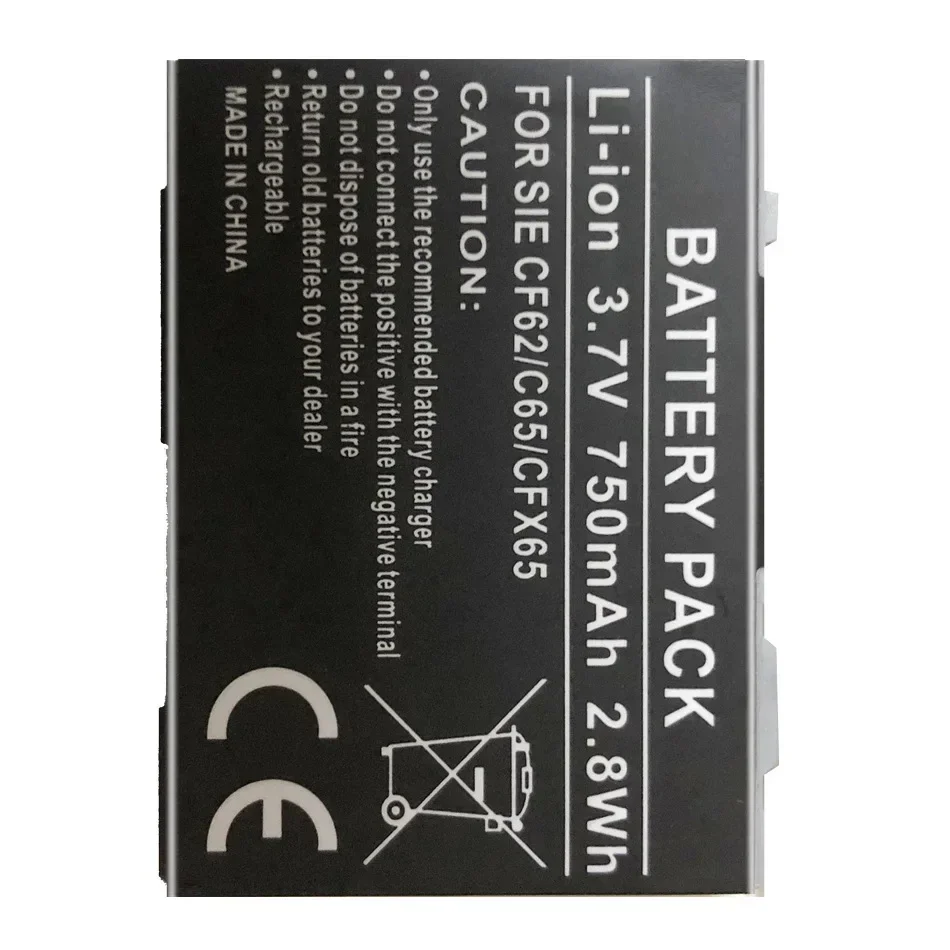 BATTERY PACK
Li-ion 3.7V 750mAh 2.8Wh
FOR SIE CF62/C65/CFX65
CAUTION:
• Only use the recommended battery charger
• Do not connect the positive with the negative terminal
• Do not dispose of batteries in a fire
• Return old batteries to your dealer
• Rechargeable
MADE IN CHINA
CE